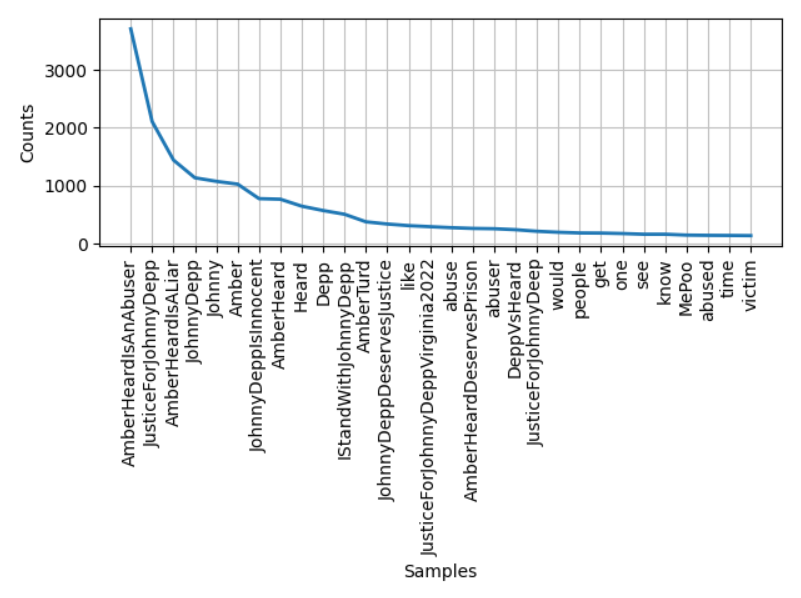 3000
2000
1000
0
Counts
AmberHeardIsAnAbuser
JusticeForJohnnyDepp
AmberHeardIsALiar
JohnnyDepp
Johnny
Amber
JohnnyDeppIsInnocent
AmberHeard
Heard
Depp
IStandWithJohnnyDepp
AmberTurd
JohnnyDeppDeservesJustice
like
JusticeForJohnnyDeppVirginia2022
abuse
AmberHeardDeservesPrison
abuser
DeppVsHeard
JusticeForJohnnyDeep
would
people
get
one
see
know
MePoo
abused
time
victim
Samples